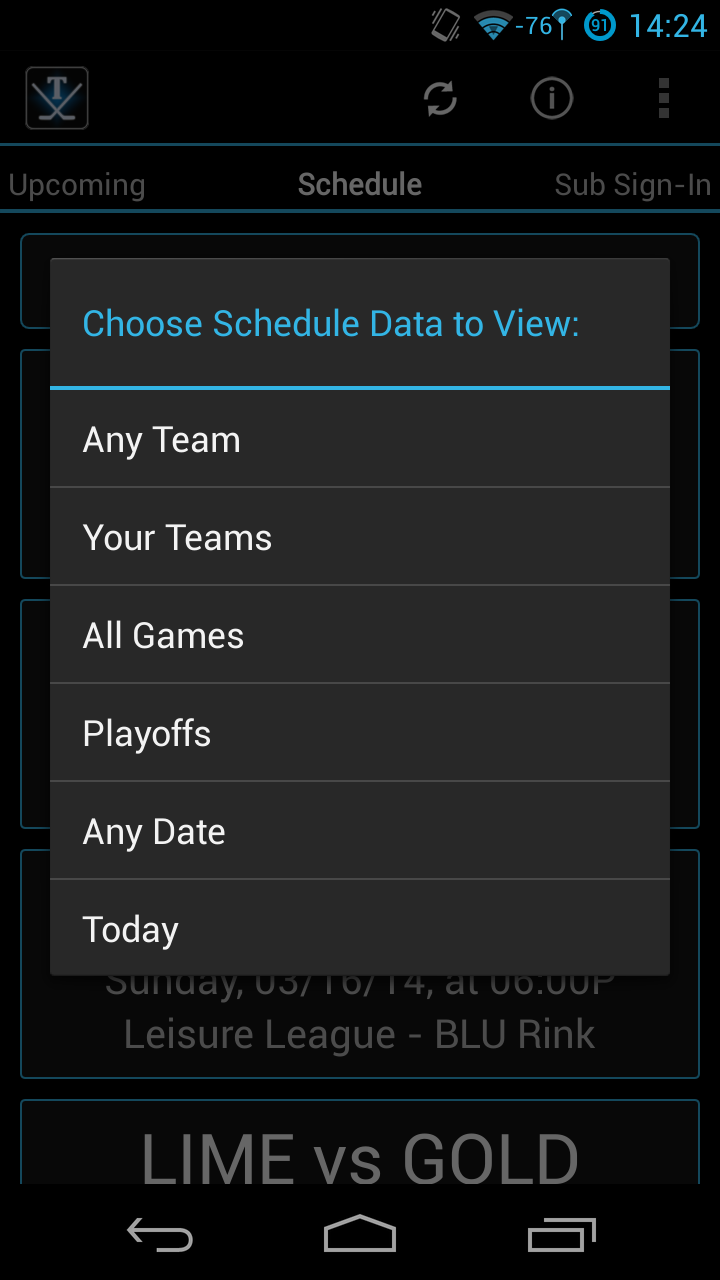 -76 91 14:24
T
Upcoming Schedule Sub Sign-In
Choose Schedule Data to View:
Any Team
Your Teams
All Games
Playoffs
Any Date
Today
Sunday, 03/16/14, at 06:00P
Leisure League - BLU Rink
LIME vs GOLD